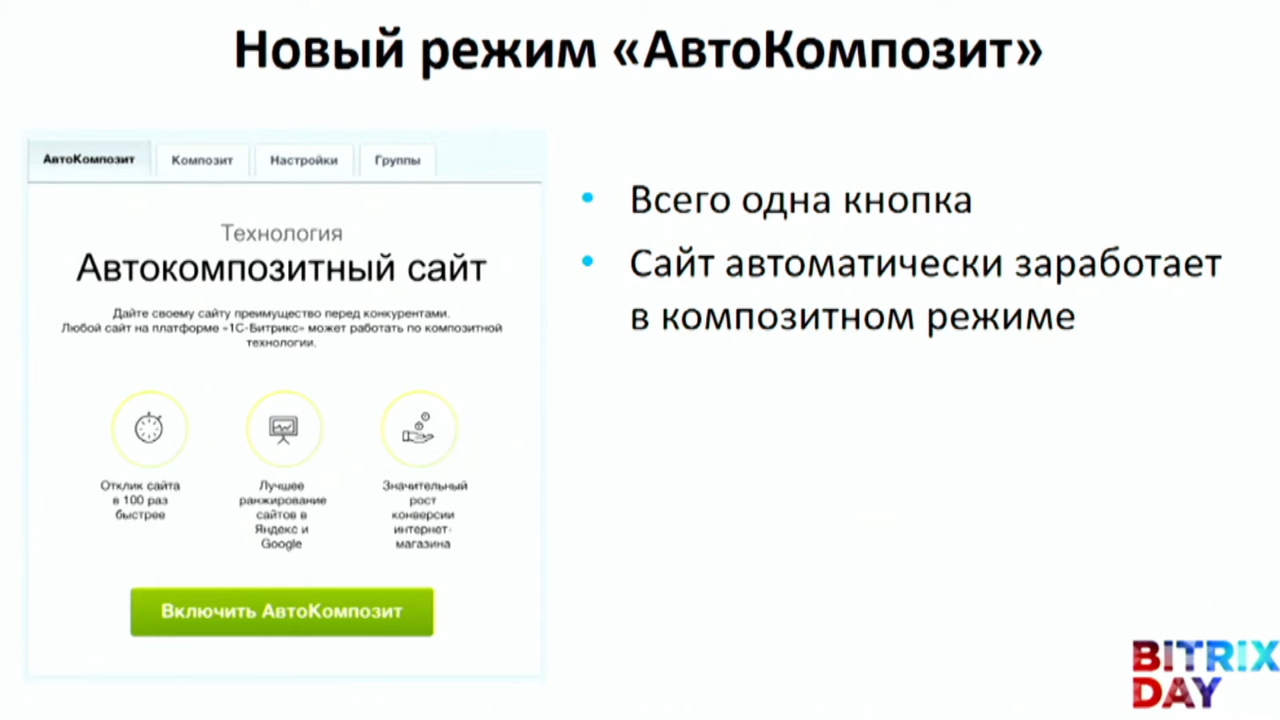 Новый режим «АвтоКомпозит»
АвтоКомпозит
Композит
Настройки
Группы
Технология
Автокомпозитный сайт
Дайте своему сайту преимущество перед конкурентами.
Любой сайт на платформе «1С-Битрикс» может работать по композитной
технологии.
Отклик сайта
в 100 раз
быстрее
Лучшее
ранжирование
сайтов в
Яндекс и
Google
Значительный
рост
конверсии
интернет-
магазина
Включить АвтоКомпозит
• Всего одна кнопка
• Сайт автоматически заработает
в композитном режиме
BITRIX
DAY